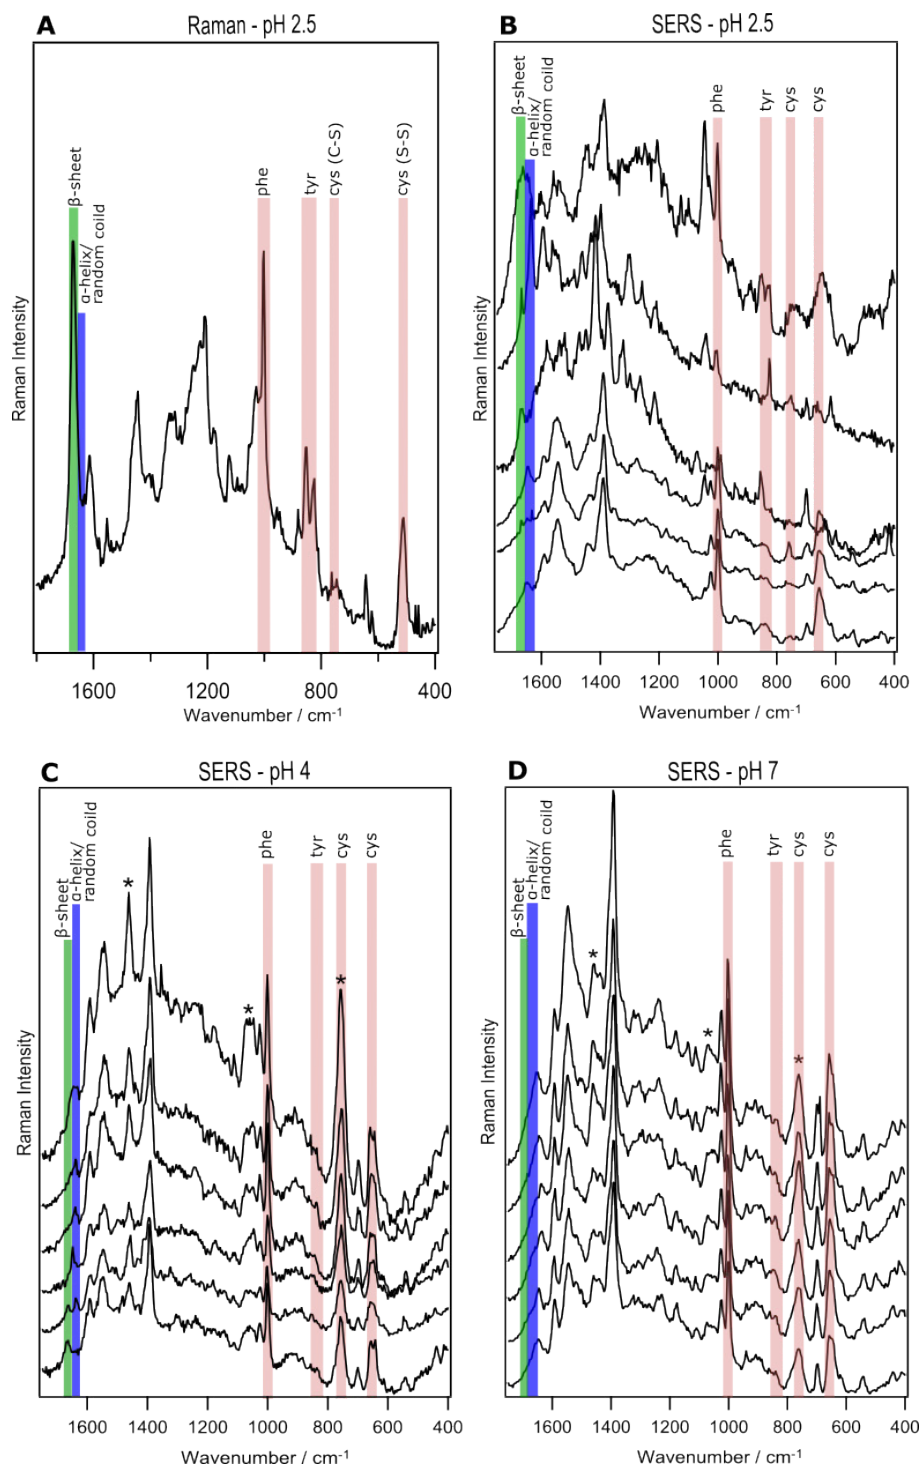 A
Raman - pH 2.5
β-sheet
α-helix/
random coild
phe
tyr
cys (C-S)
cys (S-S)
Raman Intensity
1600
1200
800
400
Wavenumber / cm-1
B
SERS - pH 2.5
β-sheet
α-helix/
random coild
phe
tyr
cys
cys
Raman Intensity
1600
1400
1200
1000
800
600
400
Wavenumber / cm-1
C
SERS - pH 4
β-sheet
α-helix/
random coild
phe
tyr
cys
cys
*
*
*
Raman Intensity
1600
1400
1200
1000
800
600
400
Wavenumber / cm-1
D
SERS - pH 7
β-sheet
α-helix/
random coild
phe
tyr
cys
cys
*
*
*
Raman Intensity
1600
1400
1200
1000
800
600
400
Wavenumber / cm-1